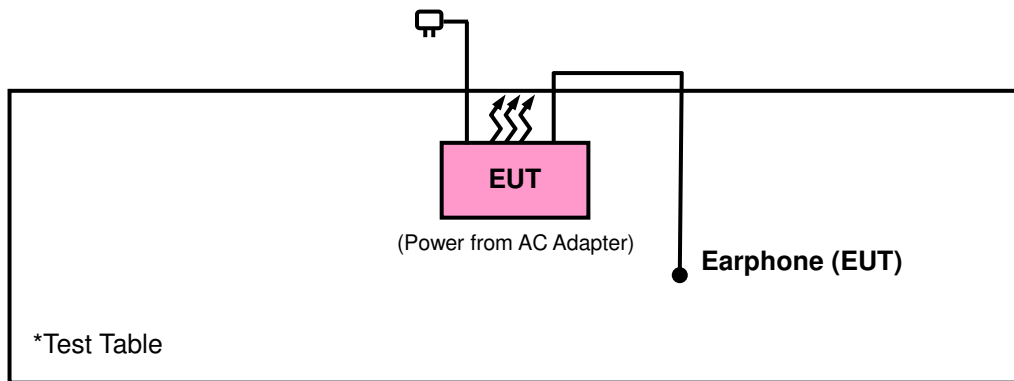 EUT
(Power from AC Adapter)
Earphone (EUT)
*Test Table